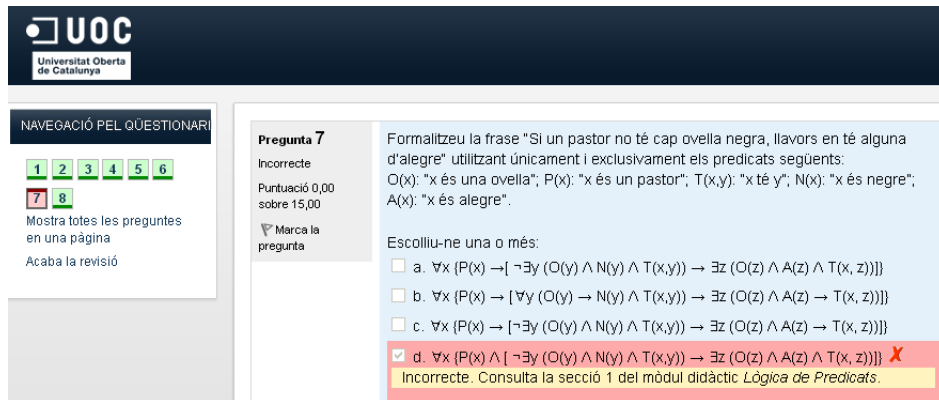 UOC
Universitat Oberta
de Catalunya
NAVEGACIÓ PEL QÜESTIONARI
1 2 3 4 5 6
7 8
Mostra totes les preguntes
en una pàgina
Acaba la revisió
Pregunta 7
Incorrecte
Puntuació 0,00
sobre 15,00
Marca la
pregunta
Formalitzeu la frase "Si un pastor no té cap ovella negra, llavors en té alguna
d'alegre" utilitzant únicament i exclusivament els predicats següents:
O(x): "x és una ovella"; P(x): "x és un pastor"; T(x,y): "x té y"; N(x): "x és negre";
A(x): "x és alegre".
Escolliu-ne una o més:
a. ∀x {P(x) →[ ¬∃y (O(y) ∧ N(y) ∧ T(x,y)) → ∃z (O(z) ∧ A(z) ∧ T(x, z))]}
b. ∀x {P(x) → [∀y (O(y) → N(y) ∧ T(x,y)) → ∃z (O(z) ∧ A(z) → T(x, z))]}
c. ∀x {P(x) → [¬∃y (O(y) ∧ N(y) ∧ T(x,y)) → ∃z (O(z) ∧ A(z) → T(x, z))]}
d. ∀x {P(x) ∧ [ ¬∃y (O(y) ∧ N(y) ∧ T(x,y)) → ∃z (O(z) ∧ A(z) ∧ T(x, z))]} ✗
Incorrecte. Consulta la secció 1 del mòdul didàctic Lògica de Predicats.